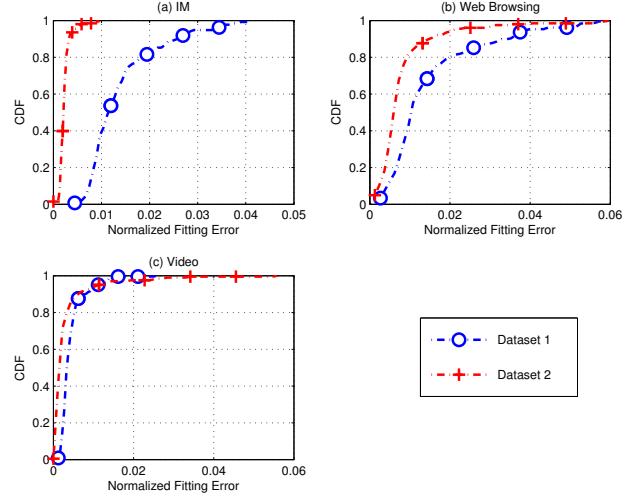 (a) IM
1
0.8
0.6
0.4
0.2
0
CDF
0 0.01 0.02 0.03 0.04 0.05
Normalized Fitting Error
(b) Web Browsing
1
0.8
0.6
0.4
0.2
0
CDF
0 0.02 0.04 0.06
Normalized Fitting Error
(c) Video
1
0.8
0.6
0.4
0.2
0
CDF
0 0.02 0.04 0.06
Normalized Fitting Error
Dataset 1
Dataset 2